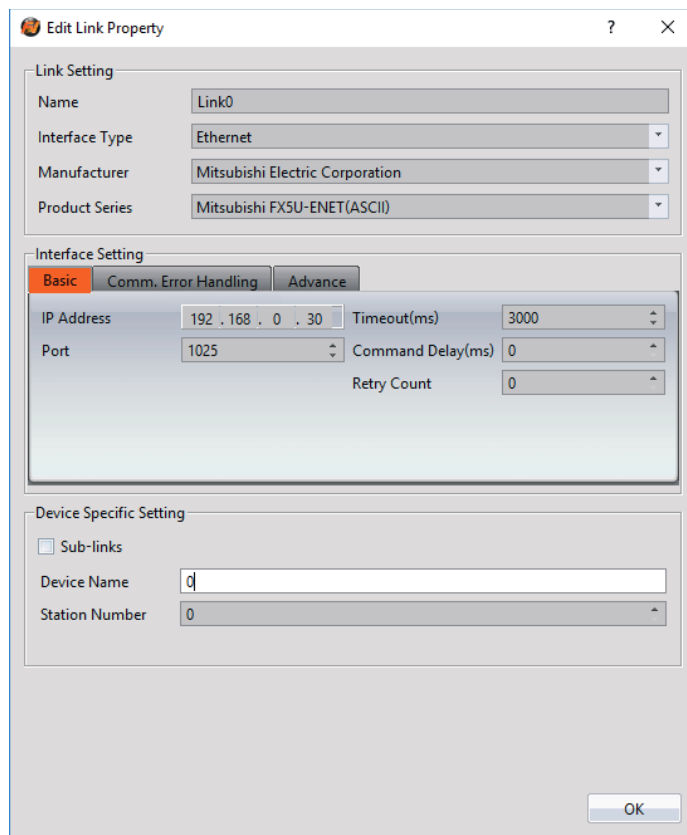 Edit Link Property
?
Link Setting
Name Link0
Interface Type Ethernet
Manufacturer Mitsubishi Electric Corporation
Product Series Mitsubishi FX5U-ENET(ASCII)
Interface Setting
Basic Comm. Error Handling Advance
IP Address 192 . 168 . 0 . 30 Timeout(ms) 3000
Port 1025 Command Delay(ms) 0
Retry Count 0
Device Specific Setting
Sub-links
Device Name 0
Station Number 0
OK